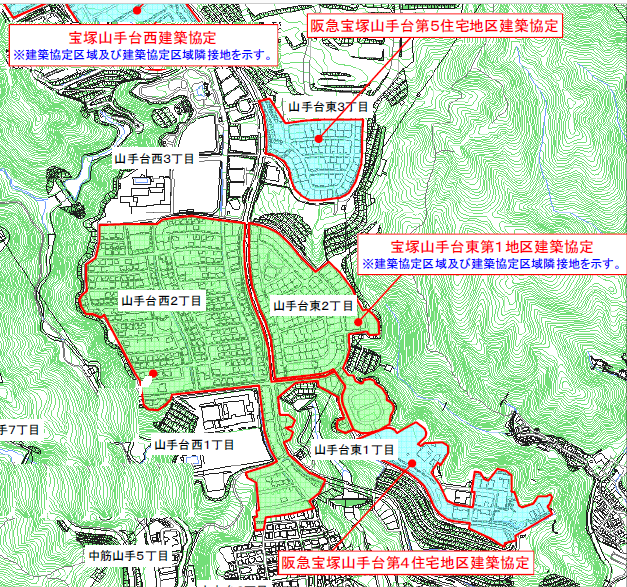 阪急宝塚山手台第5住宅地区建築協定
宝塚山手台西建築協定
※建築協定区域及び建築協定区域隣接地を示す。
山手台東3丁目
山手台西3丁目
宝塚山手台東第1地区建築協定
※建築協定区域及び建築協定区域隣接地を示す。
山手台西2丁目
山手台東2丁目
手7丁目
山手台西1丁目
山手台東1丁目
中筋山手5丁目
阪急宝塚山手台第4住宅地区建築協定